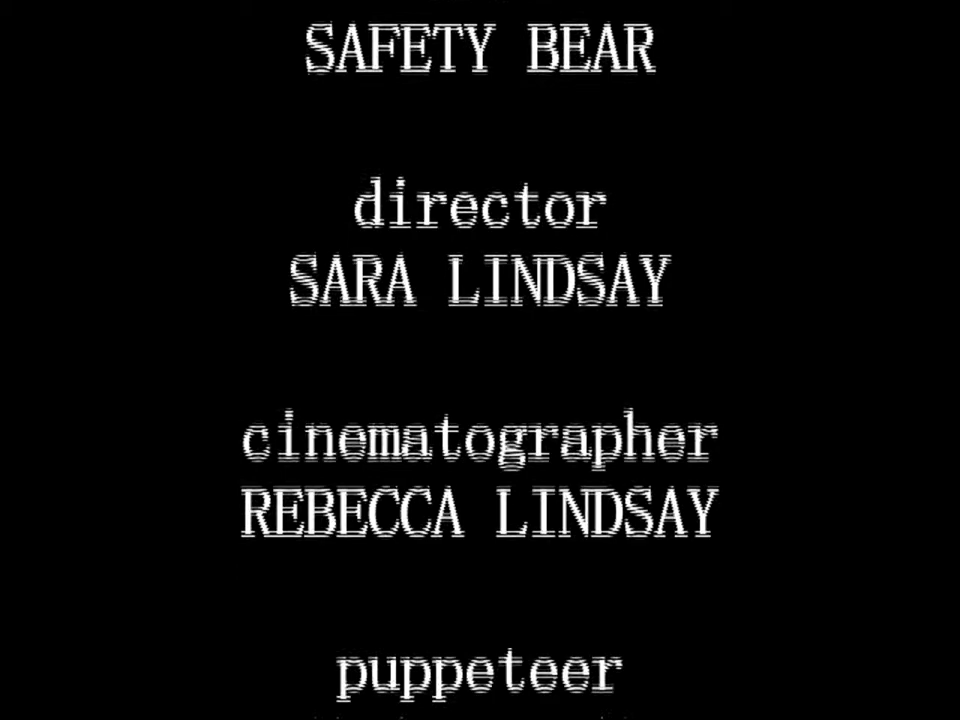 SAFETY BEAR
director
SARA LINDSAY
cinematographer
REBECCA LINDSAY
puppeteer